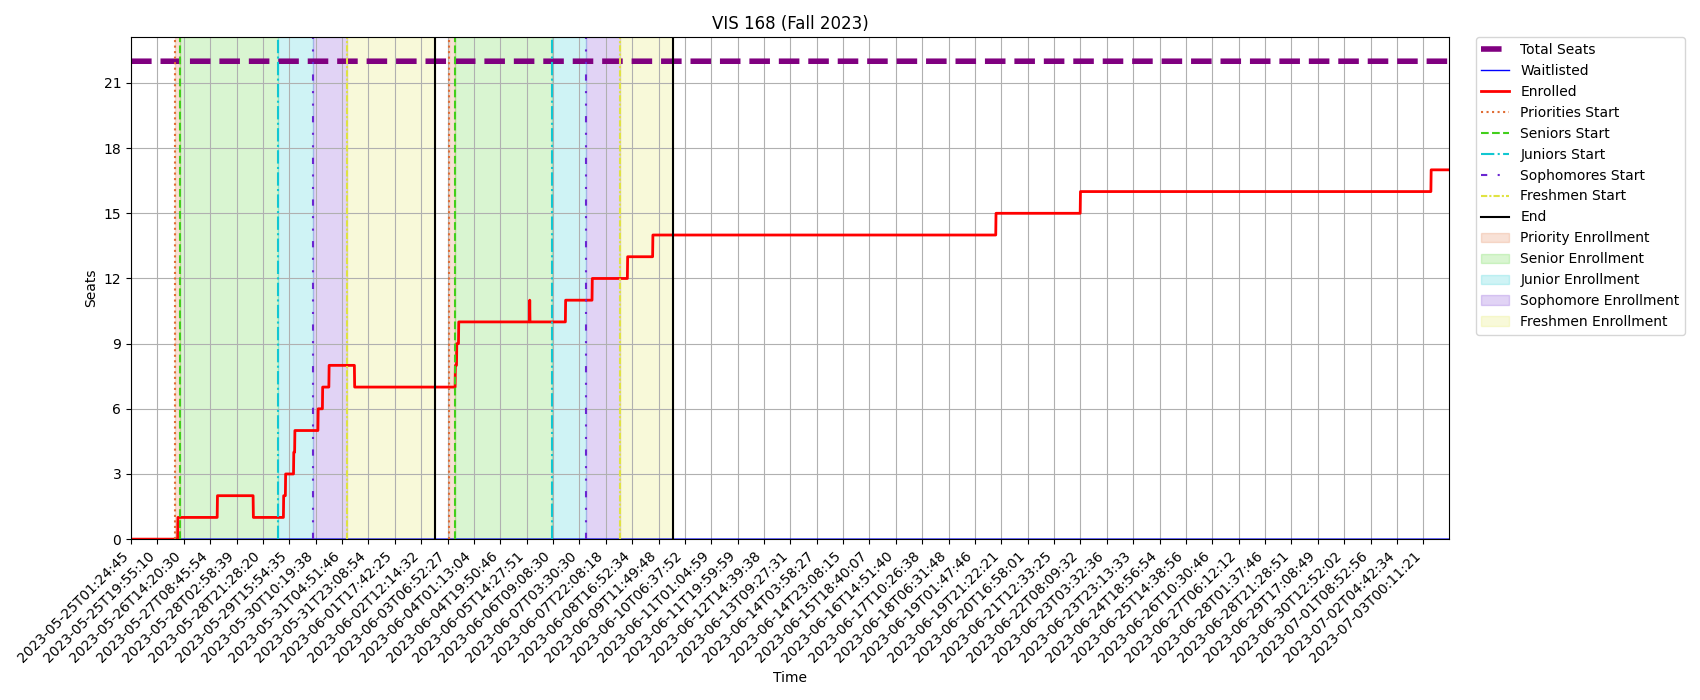 VIS 168 (Fall 2023)
Total Seats
Waitlisted
Enrolled
Priorities Start
Seniors Start
Juniors Start
Sophomores Start
Freshmen Start
End
Priority Enrollment
Senior Enrollment
Junior Enrollment
Sophomore Enrollment
Freshmen Enrollment
Seats
21
18
15
12
9
6
3
0
2023-05-25T01:24:45
2023-05-25T19:55:10
2023-05-26T14:20:30
2023-05-27T08:45:54
2023-05-28T02:58:39
2023-05-28T21:28:20
2023-05-29T15:54:35
2023-05-30T10:19:38
2023-05-31T04:51:46
2023-05-31T23:08:54
2023-06-01T17:42:25
2023-06-02T12:14:32
2023-06-03T06:52:27
2023-06-04T01:13:04
2023-06-04T19:50:46
2023-06-05T14:27:51
2023-06-06T09:08:30
2023-06-07T03:30:30
2023-06-07T22:08:18
2023-06-08T16:52:34
2023-06-09T11:49:48
2023-06-10T06:37:52
2023-06-11T01:04:59
2023-06-11T19:59:59
2023-06-12T14:39:38
2023-06-13T09:27:31
2023-06-14T03:58:27
2023-06-14T23:08:15
2023-06-15T18:40:07
2023-06-16T14:51:40
2023-06-17T10:26:38
2023-06-18T06:31:48
2023-06-19T01:47:46
2023-06-19T21:22:21
2023-06-20T16:58:01
2023-06-21T12:33:25
2023-06-22T08:09:32
2023-06-23T03:32:36
2023-06-23T23:13:33
2023-06-24T18:56:54
2023-06-25T14:38:56
2023-06-26T10:30:46
2023-06-27T06:12:12
2023-06-28T01:37:46
2023-06-28T21:28:51
2023-06-29T17:08:49
2023-06-30T12:52:02
2023-07-01T08:52:56
2023-07-02T04:42:34
2023-07-03T00:11:21
Time